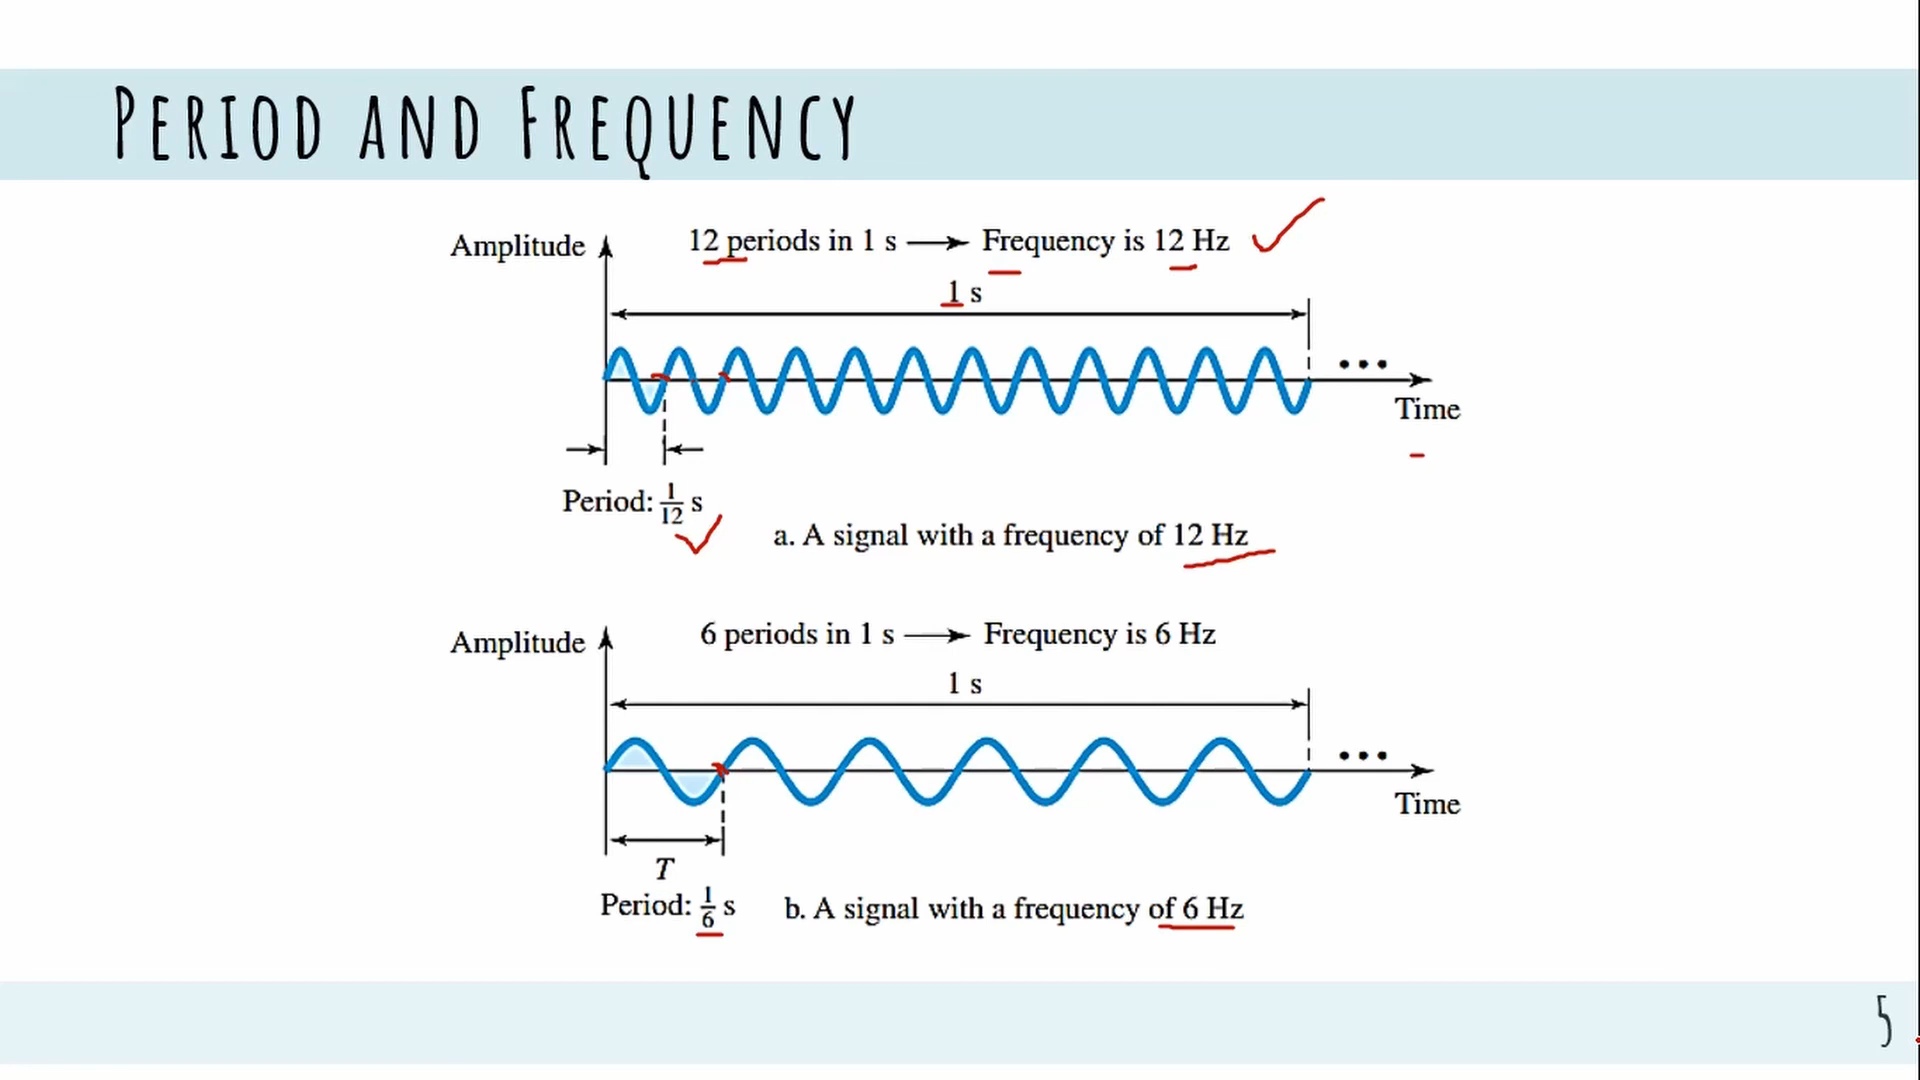 PERIOD AND FREQUENCY
Amplitude
12 periods in 1 s → Frequency is 12 Hz
1 s
•••
Time
Period: 1/12 s
a. A signal with a frequency of 12 Hz
Amplitude
6 periods in 1 s → Frequency is 6 Hz
1 s
•••
Time
T
Period: 1/6 s
b. A signal with a frequency of 6 Hz
5